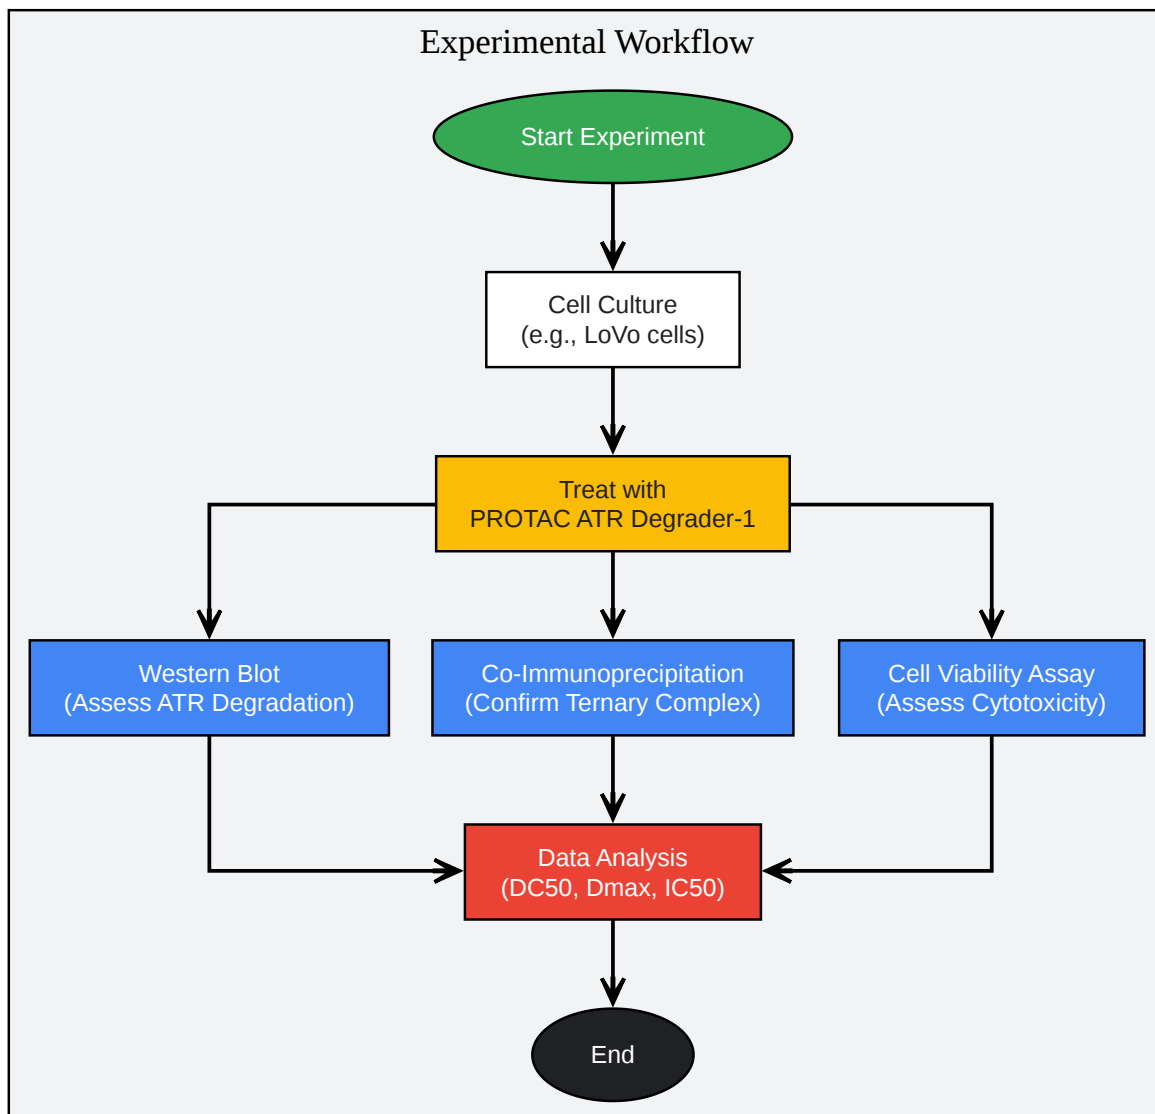 Experimental Workflow
Start Experiment
Cell Culture
(e.g., LoVo cells)
Treat with
PROTAC ATR Degrader-1
Western Blot
(Assess ATR Degradation)
Co-Immunoprecipitation
(Confirm Ternary Complex)
Cell Viability Assay
(Assess Cytotoxicity)
Data Analysis
(DC50, Dmax, IC50)
End